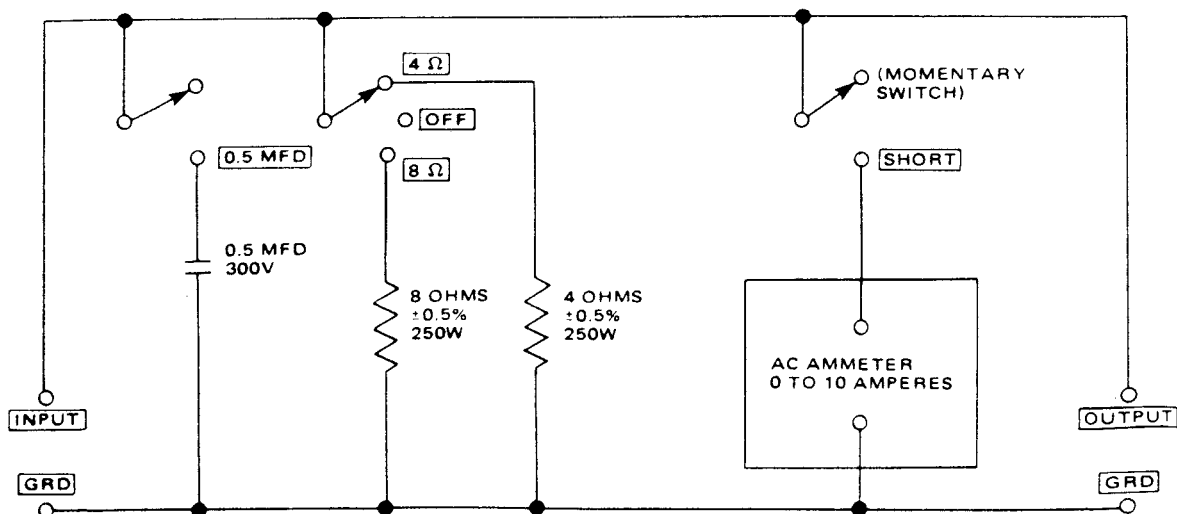 4 Ω
(MOMENTARY
SWITCH)
OFF
0.5 MFD
8 Ω
SHORT
0.5 MFD
300V
8 OHMS
±0.5%
250W
4 OHMS
±0.5%
250W
AC AMMETER
0 TO 10 AMPERES
INPUT
OUTPUT
GRD
GRD